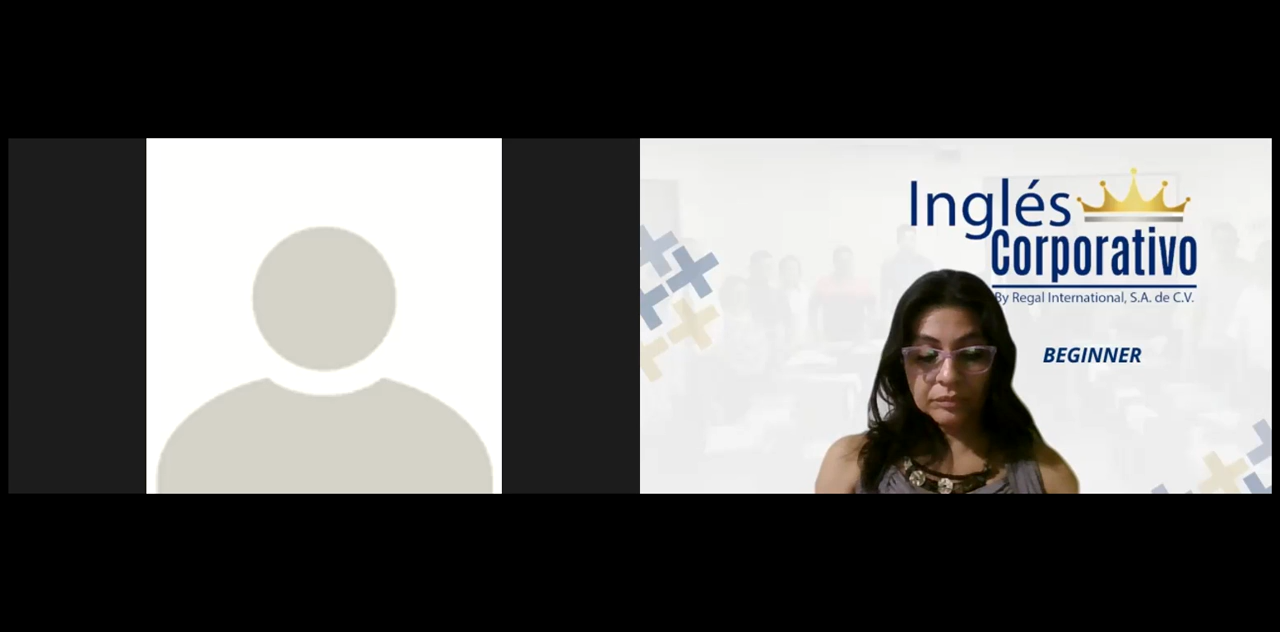 Inglés
Corporativo
By Regal International, S.A. de C.V.
BEGINNER